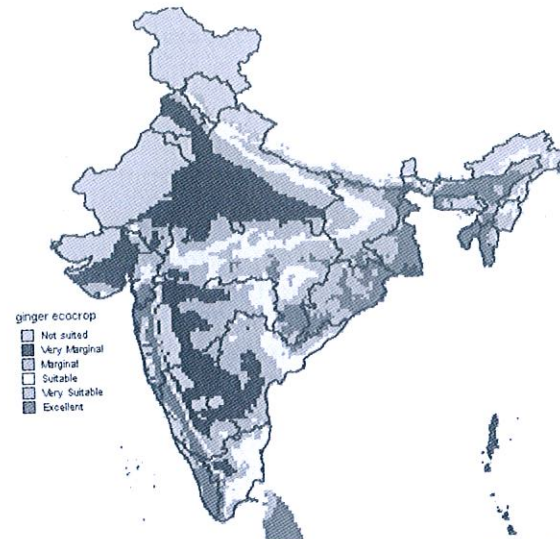 ginger ecocrop
Not suited
Very Marginal
Marginal
Suitable
Very Suitable
Excellent